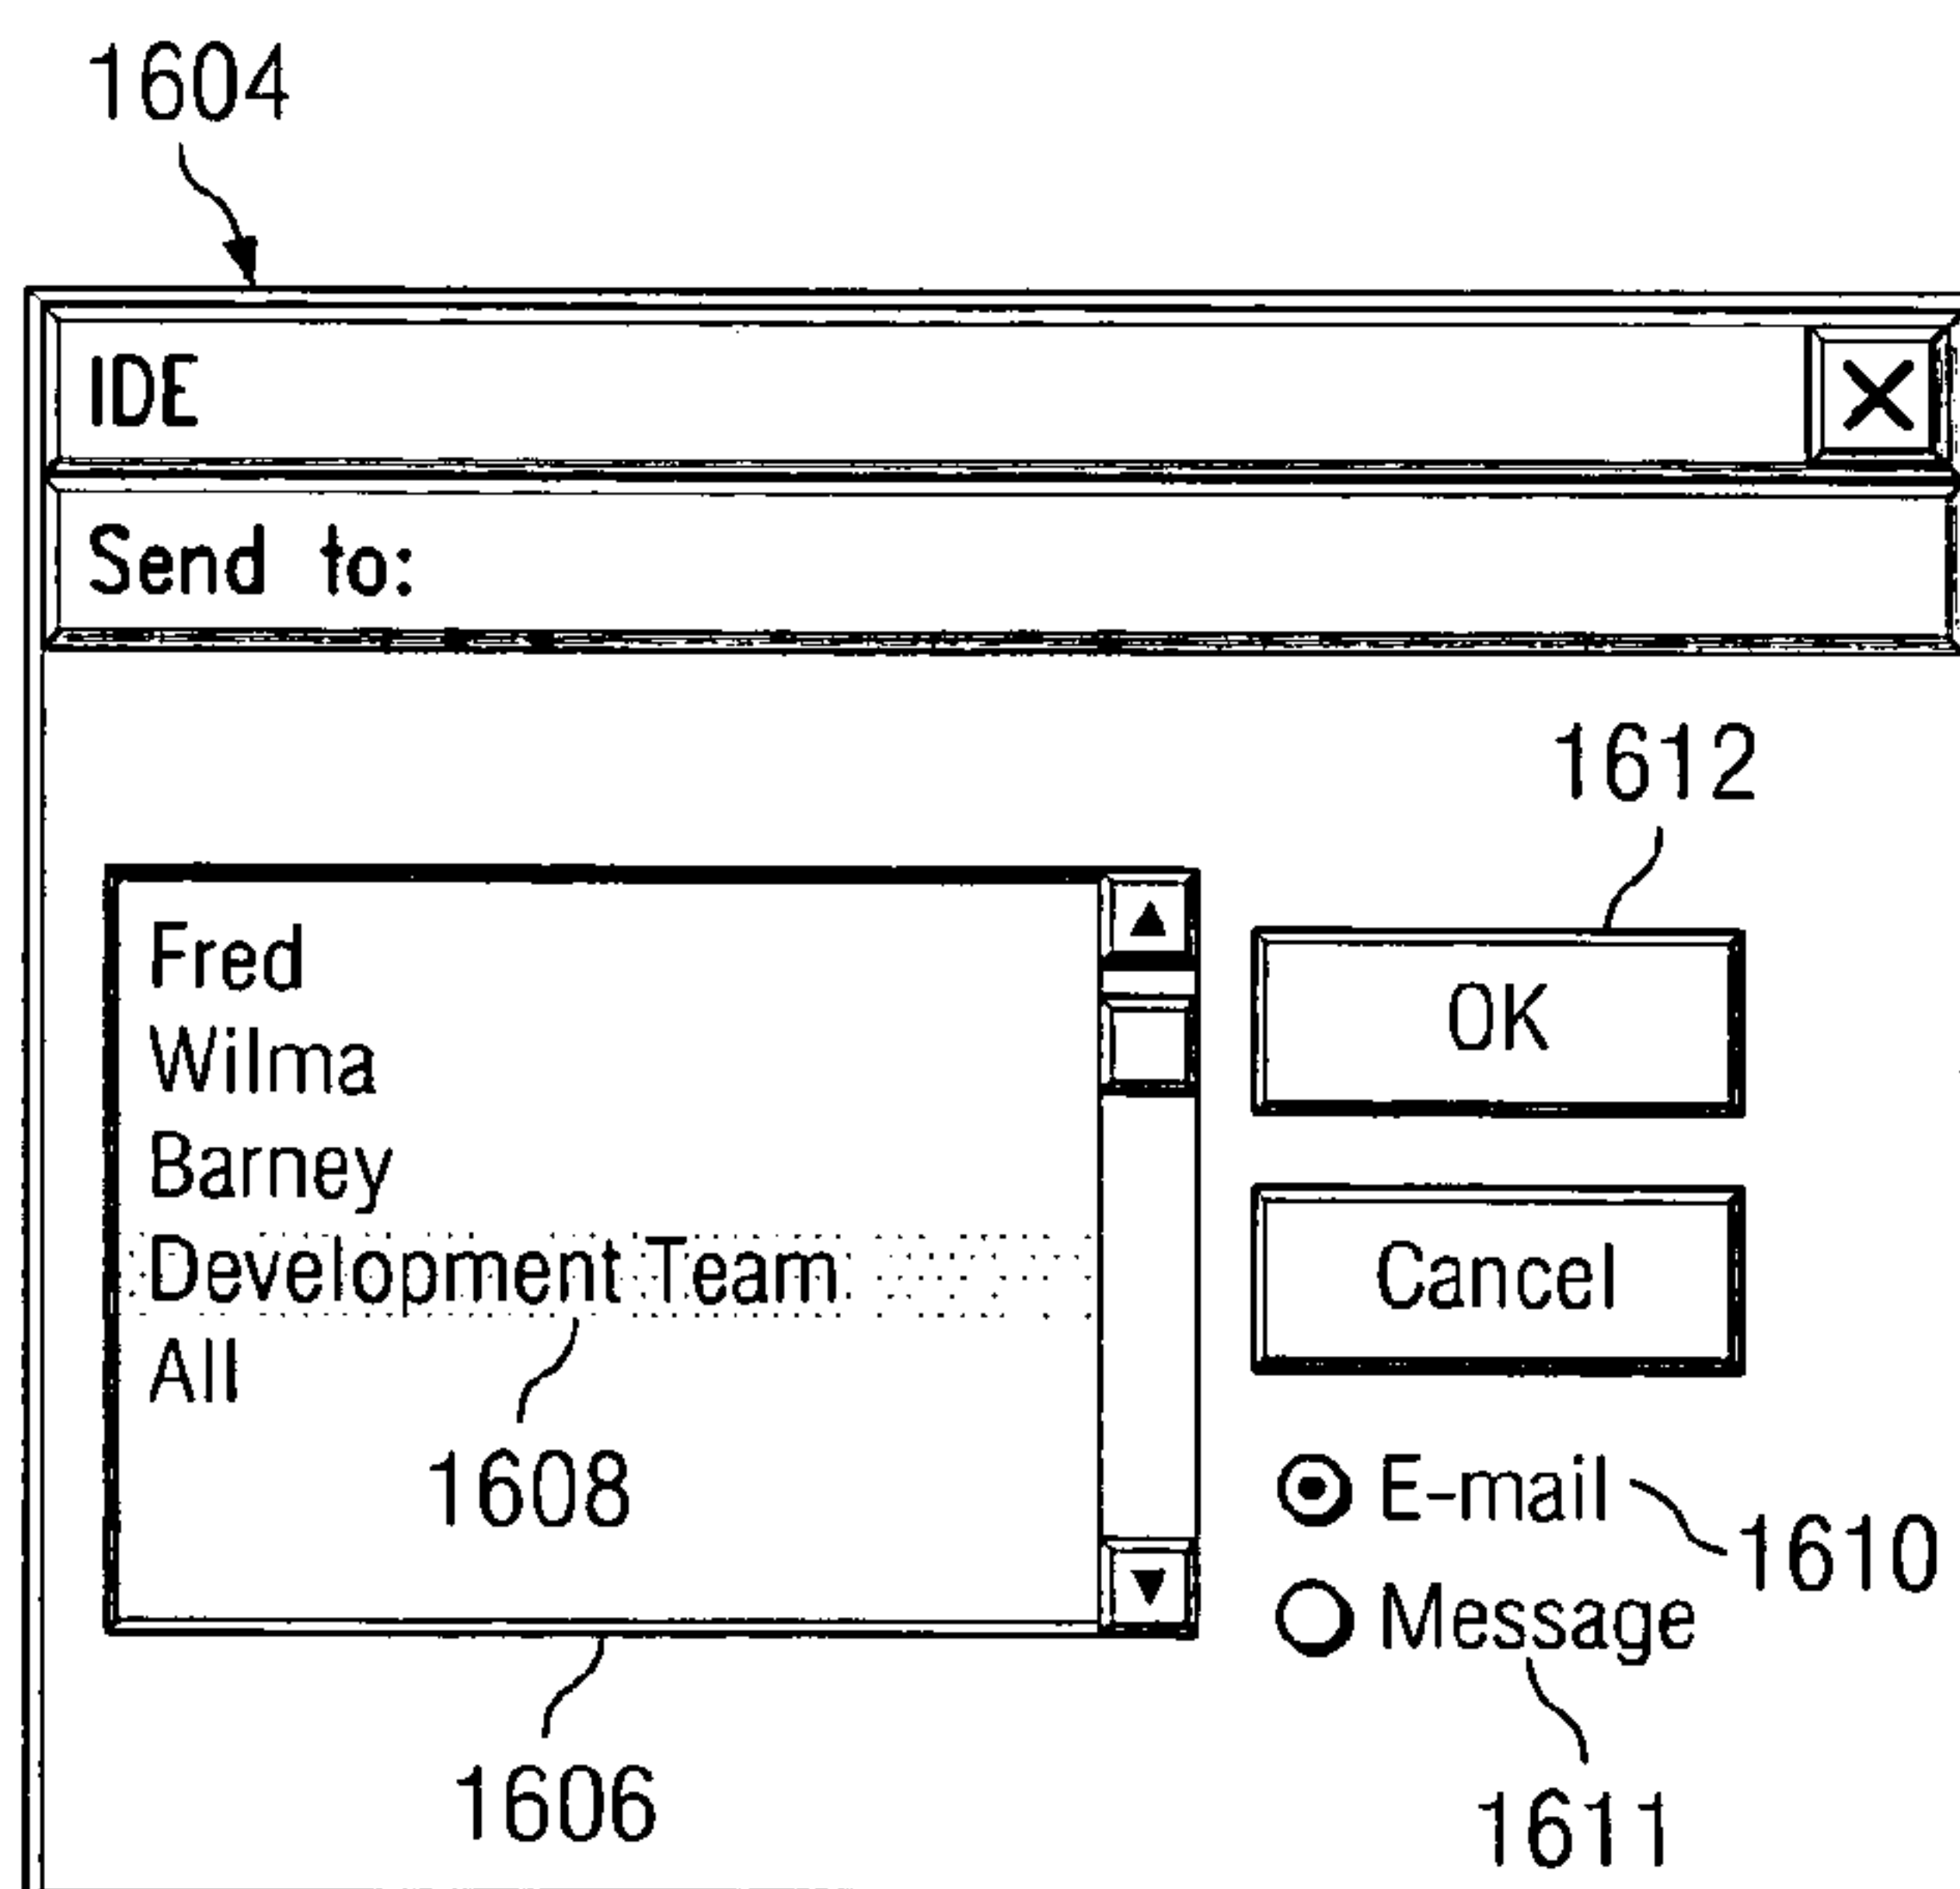 1604
IDE
X
Send to:
1612
Fred
Wilma
Barney
Development Team
All
1608
1606
OK
Cancel
E-mail
1610
Message
1611